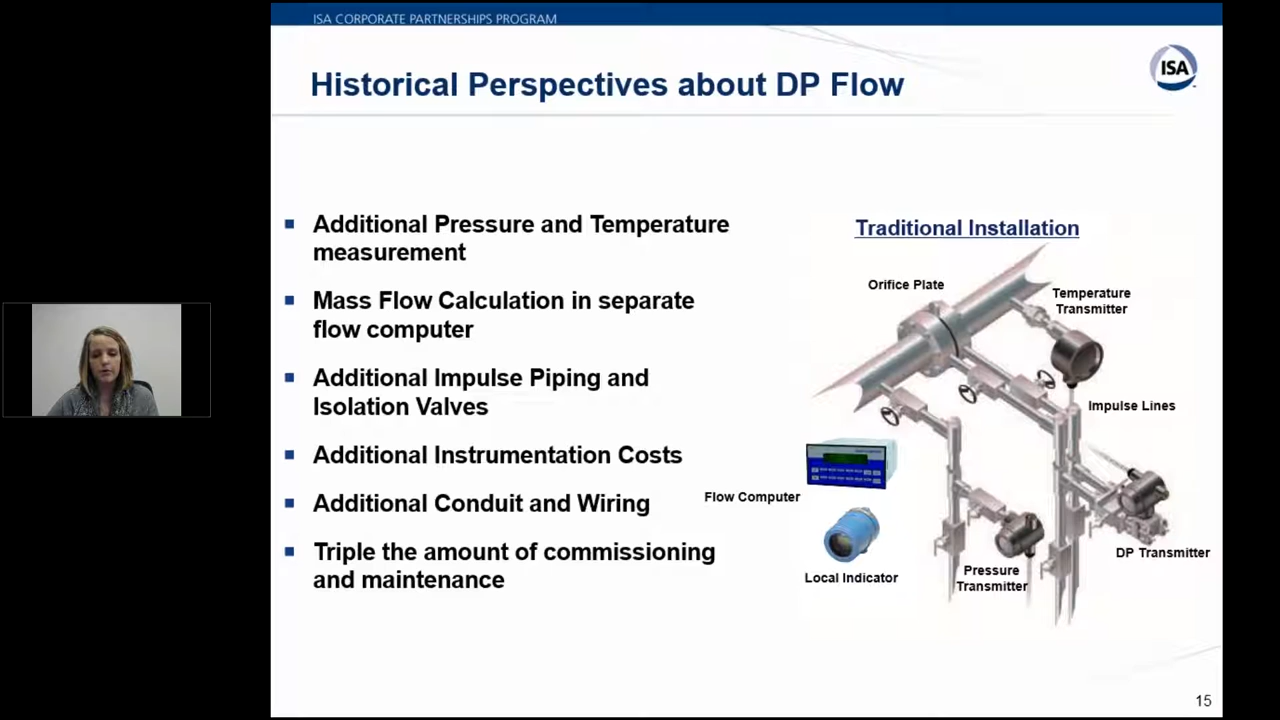 ISA CORPORATE PARTNERSHIPS PROGRAM
Historical Perspectives about DP Flow
ISA
Additional Pressure and Temperature
measurement
Mass Flow Calculation in separate
flow computer
Additional Impulse Piping and
Isolation Valves
Additional Instrumentation Costs
Additional Conduit and Wiring
Triple the amount of commissioning
and maintenance
Traditional Installation
Orifice Plate
Temperature
Transmitter
Impulse Lines
Flow Computer
Local Indicator
Pressure
Transmitter
DP Transmitter
15